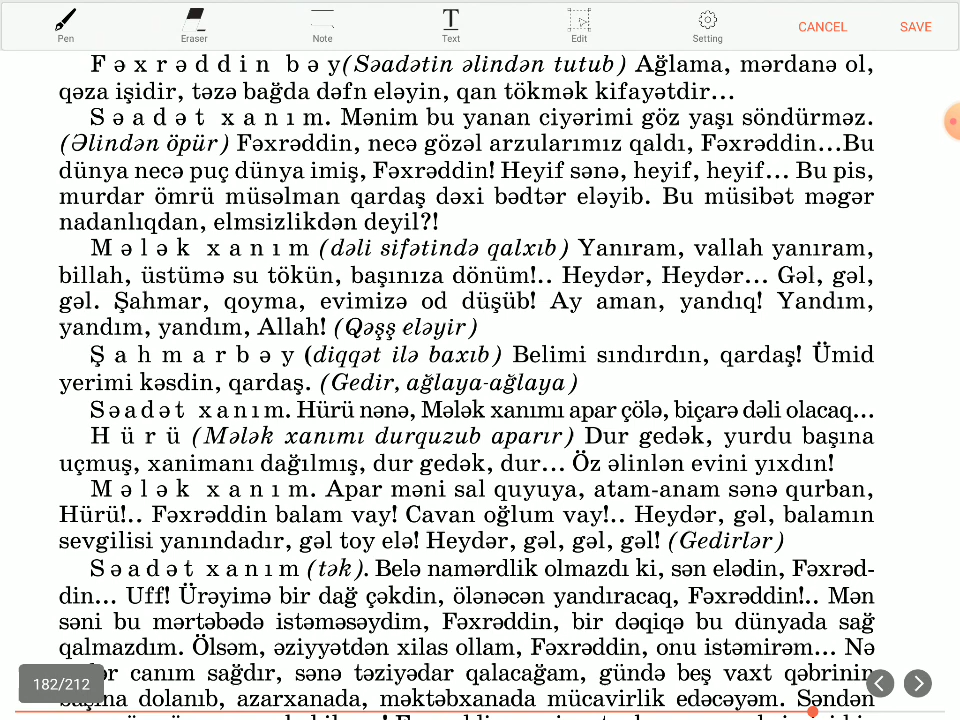 Pen
Eraser
Note
Text
Edit
Setting
CANCEL
SAVE
F ə x r ə d d i n b ə y(Səadətin əlindən tutub) Ağlama, mərdanə ol,
qəza işidir, təzə bağda dəfn eləyin, qan tökmək kifayətdir...
S ə a d ə t x a n ı m. Mənim bu yanan ciyərimi göz yaşı söndürməz.
(Əlindən öpür) Fəxrəddin, necə gözəl arzularımız qaldı, Fəxrəddin...Bu
dünya necə puç dünya imiş, Fəxrəddin! Heyif sənə, heyif, heyif... Bu pis,
murdar ömrü müsəlman qardaş dəxi bədtər eləyib. Bu müsibət məgər
nadanlıqdan, elmsizlikdən deyil?!
M ə l ə k x a n ı m (dəli sifətində qalxıb) Yanıram, vallah yanıram,
billah, üstümə su tökün, başınıza dönüm!.. Heydər, Heydər... Gəl, gəl,
gəl. Şahmar, qoyma, evimizə od düşüb! Ay aman, yandıq! Yandım,
yandım, yandım, Allah! (Qəşş eləyir)
Ş a h m a r b ə y (diqqət ilə baxıb) Belimi sındırdın, qardaş! Ümid
yerimi kəsdin, qardaş. (Gedir, ağlaya-ağlaya)
S ə a d ə t x a n ı m. Hürü nənə, Mələk xanımı apar çölə, biçarə dəli olacaq...
H ü r ü (Mələk xanımı durquzub aparır) Dur gedək, yurdu başına
uçmuş, xanimanı dağılmış, dur gedək, dur... Öz əlinlən evini yıxdın!
M ə l ə k x a n ı m. Apar məni sal quyuya, atam-anam sənə qurban,
Hürü!.. Fəxrəddin balam vay! Cavan oğlum vay!.. Heydər, gəl, balamın
sevgilisi yanındadır, gəl toy elə! Heydər, gəl, gəl, gəl! (Gedirlər)
S ə a d ə t x a n ı m (tək). Belə namərdlik olmazdı ki, sən elədin, Fəxrəd-
din... Uff! Ürəyimə bir dağ çəkdin, ölənəcən yandıracaq, Fəxrəddin!.. Mən
səni bu mərtəbədə istəməsəydim, Fəxrəddin, bir dəqiqə bu dünyada sağ
qalmazdım. Ölsəm, əziyyətdən xilas ollam, Fəxrəddin, onu istəmirəm... Nə
canım sağdır, sənə təziyədar qalacağam, gündə beş vaxt qəbrinin
dolanıb, azarxanada, məktəbxanada mücavirlik edəcəyəm. Səndən
182/212